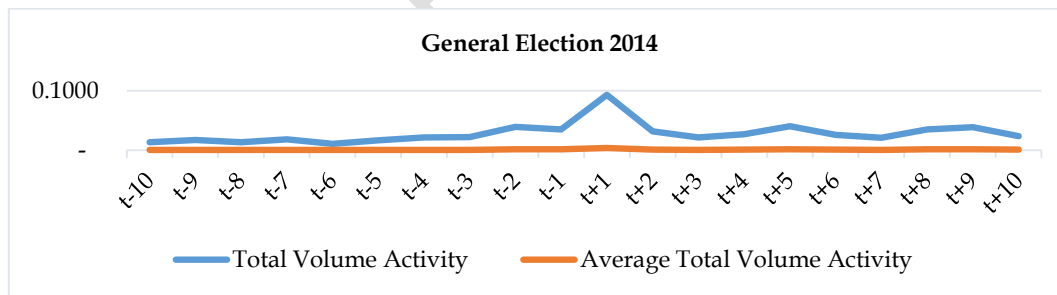 General Election 2014
0.1000
-
t-10 t-9 t-8 t-7 t-6 t-5 t-4 t-3 t-2 t-1 t+1 t+2 t+3 t+4 t+5 t+6 t+7 t+8 t+9 t+10
Total Volume Activity Average Total Volume Activity